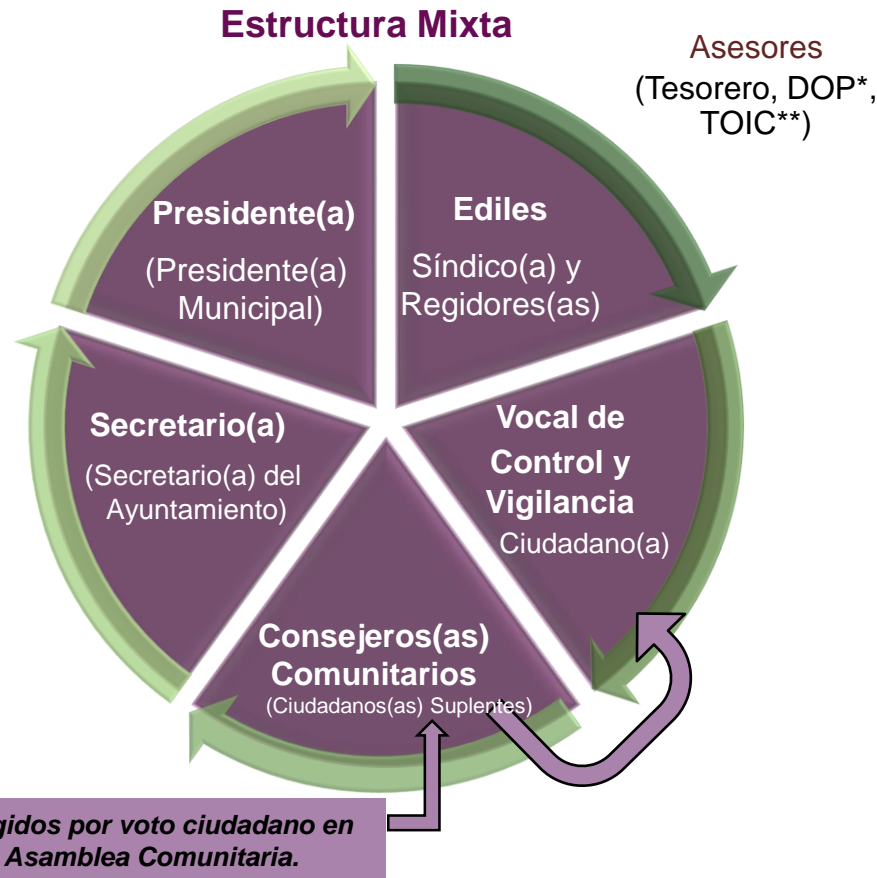 Estructura Mixta
Asesores
(Tesorero, DOP*,
TOIC**)
Presidente(a)
(Presidente(a)
Municipal)
Ediles
Síndico(a) y
Regidores(as)
Secretario(a)
(Secretario(a) del
Ayuntamiento)
Vocal de
Control y
Vigilancia
Ciudadano(a)
Consejeros(as)
Comunitarios
(Ciudadanos(as) Suplentes)
gidos por voto ciudadano en
Asamblea Comunitaria.